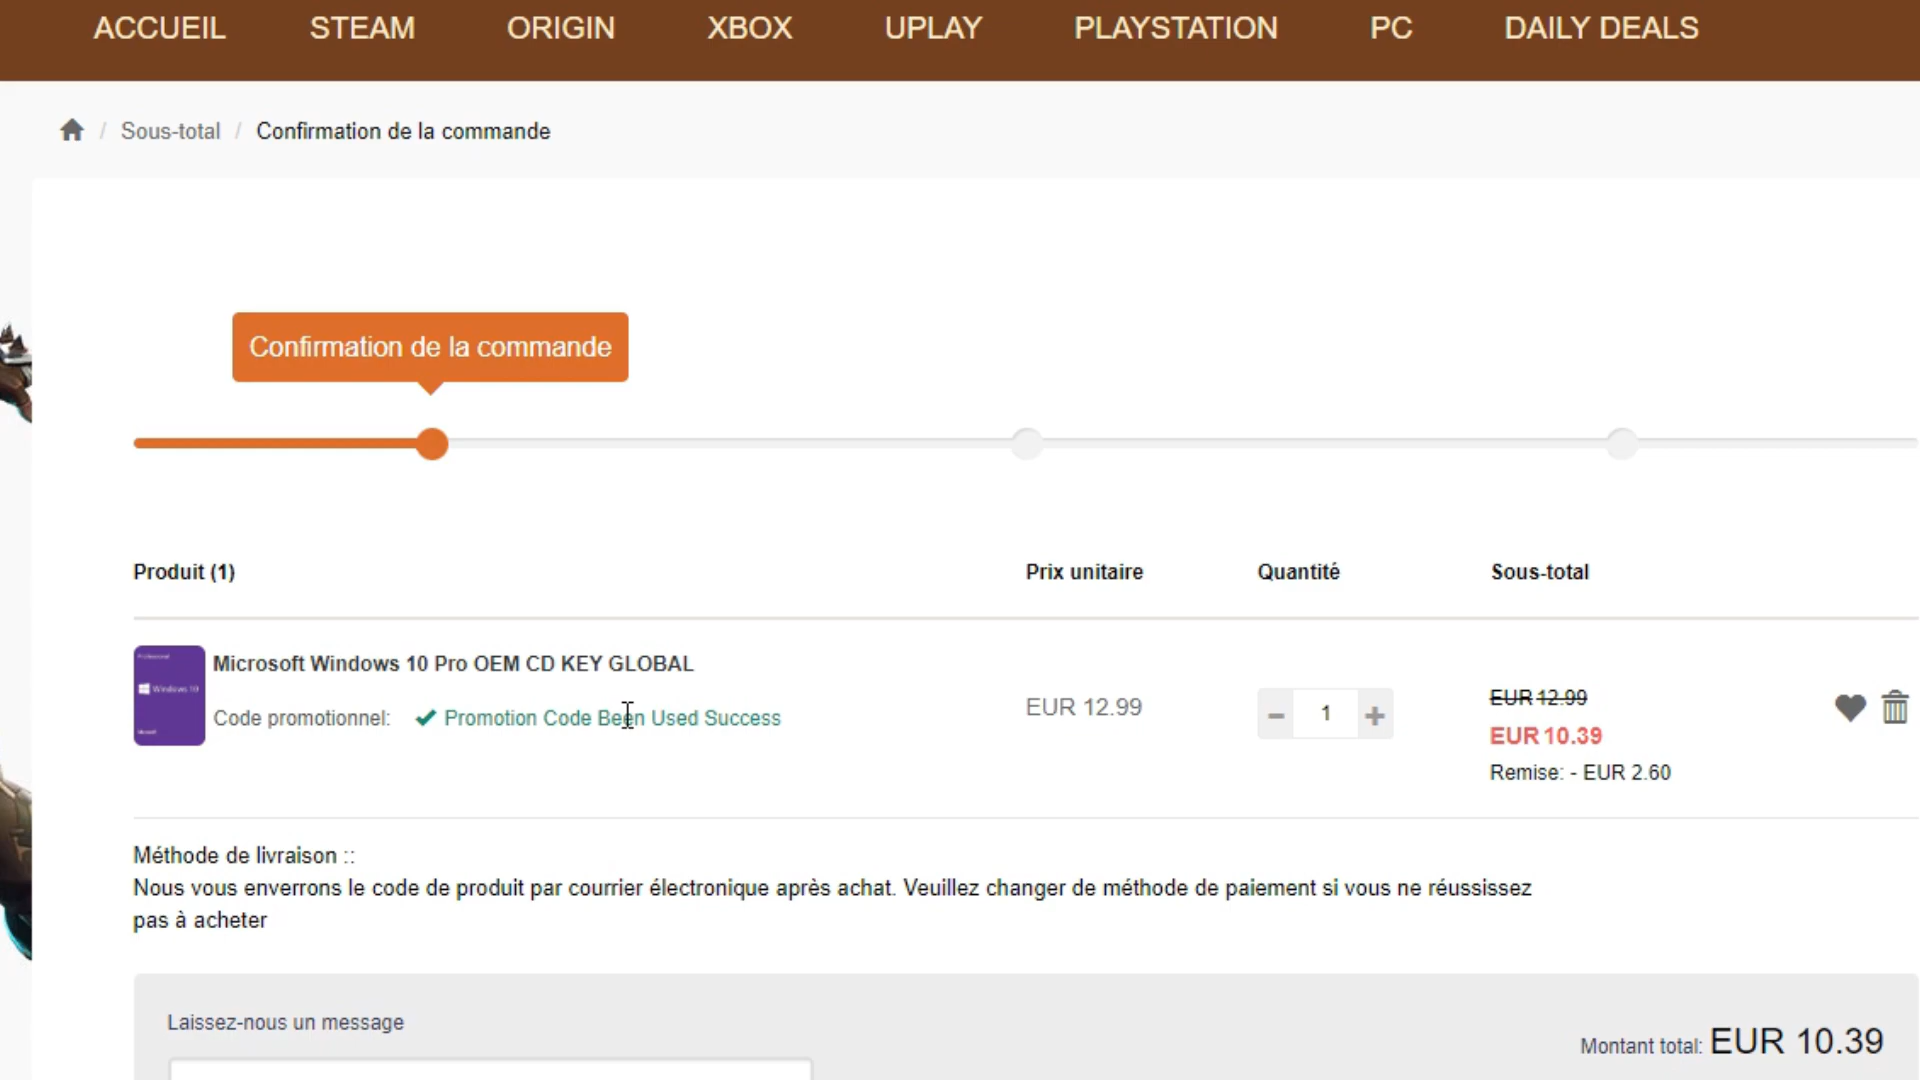 ACCUEIL STEAM ORIGIN XBOX UPLAY PLAYSTATION PC DAILY DEALS
/ Sous-total / Confirmation de la commande
Confirmation de la commande
Produit (1) Prix unitaire Quantité Sous-total
Microsoft Windows 10 Pro OEM CD KEY GLOBAL
Windows 10
Code promotionnel: Promotion Code Been Used Success
EUR 12.99
1
EUR 12.99
EUR 10.39
Remise: - EUR 2.60
Méthode de livraison ::
Nous vous enverrons le code de produit par courrier électronique après achat. Veuillez changer de méthode de paiement si vous ne réussissez
pas à acheter
Laissez-nous un message
Montant total: EUR 10.39